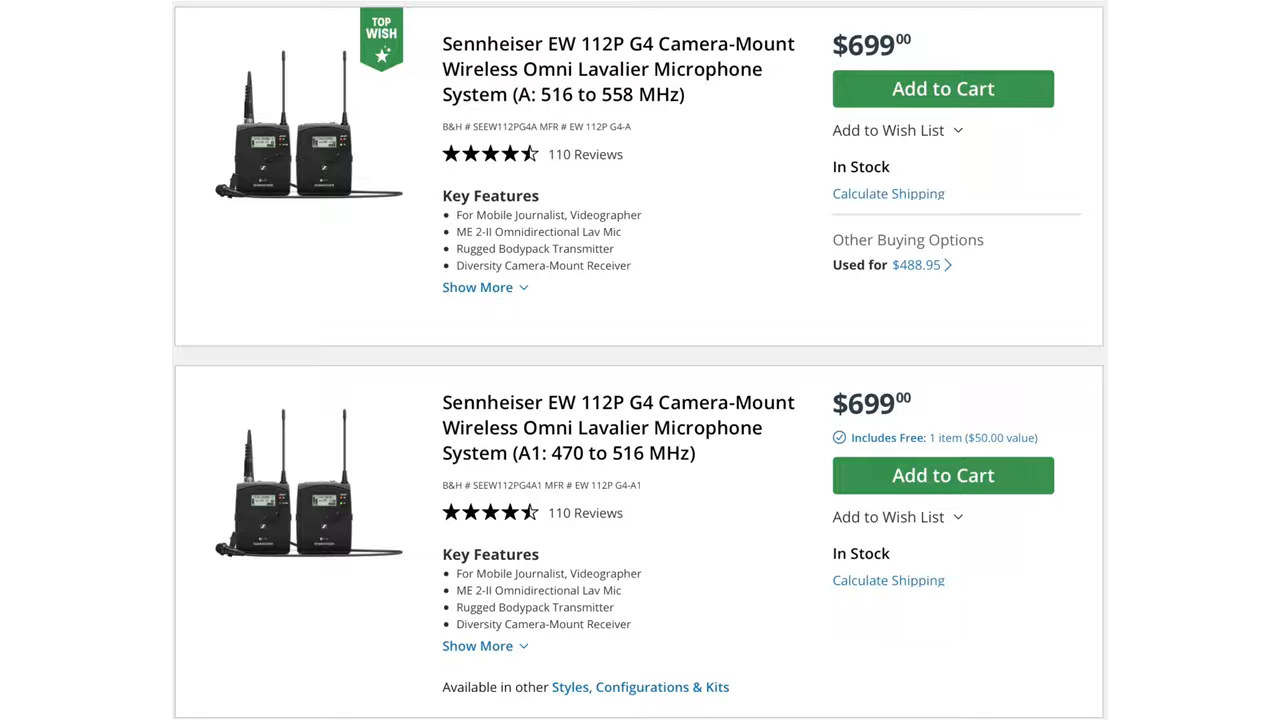 TOP
WISH
Sennheiser EW 112P G4 Camera-Mount
Wireless Omni Lavalier Microphone
System (A: 516 to 558 MHz)
B&H # SEEW112PG4A MFR # EW 112P G4-A
110 Reviews
Key Features
For Mobile Journalist, Videographer
ME 2-II Omnidirectional Lav Mic
Rugged Bodypack Transmitter
Diversity Camera-Mount Receiver
Show More
$699.00
Add to Cart
Add to Wish List
In Stock
Calculate Shipping
Other Buying Options
Used for $488.95
Sennheiser EW 112P G4 Camera-Mount
Wireless Omni Lavalier Microphone
System (A1: 470 to 516 MHz)
B&H # SEEW112PG4A1 MFR # EW 112P G4-A1
110 Reviews
Key Features
For Mobile Journalist, Videographer
ME 2-II Omnidirectional Lav Mic
Rugged Bodypack Transmitter
Diversity Camera-Mount Receiver
Show More
Available in other Styles, Configurations & Kits
$699.00
Includes Free: 1 item ($50.00 value)
Add to Cart
Add to Wish List
In Stock
Calculate Shipping